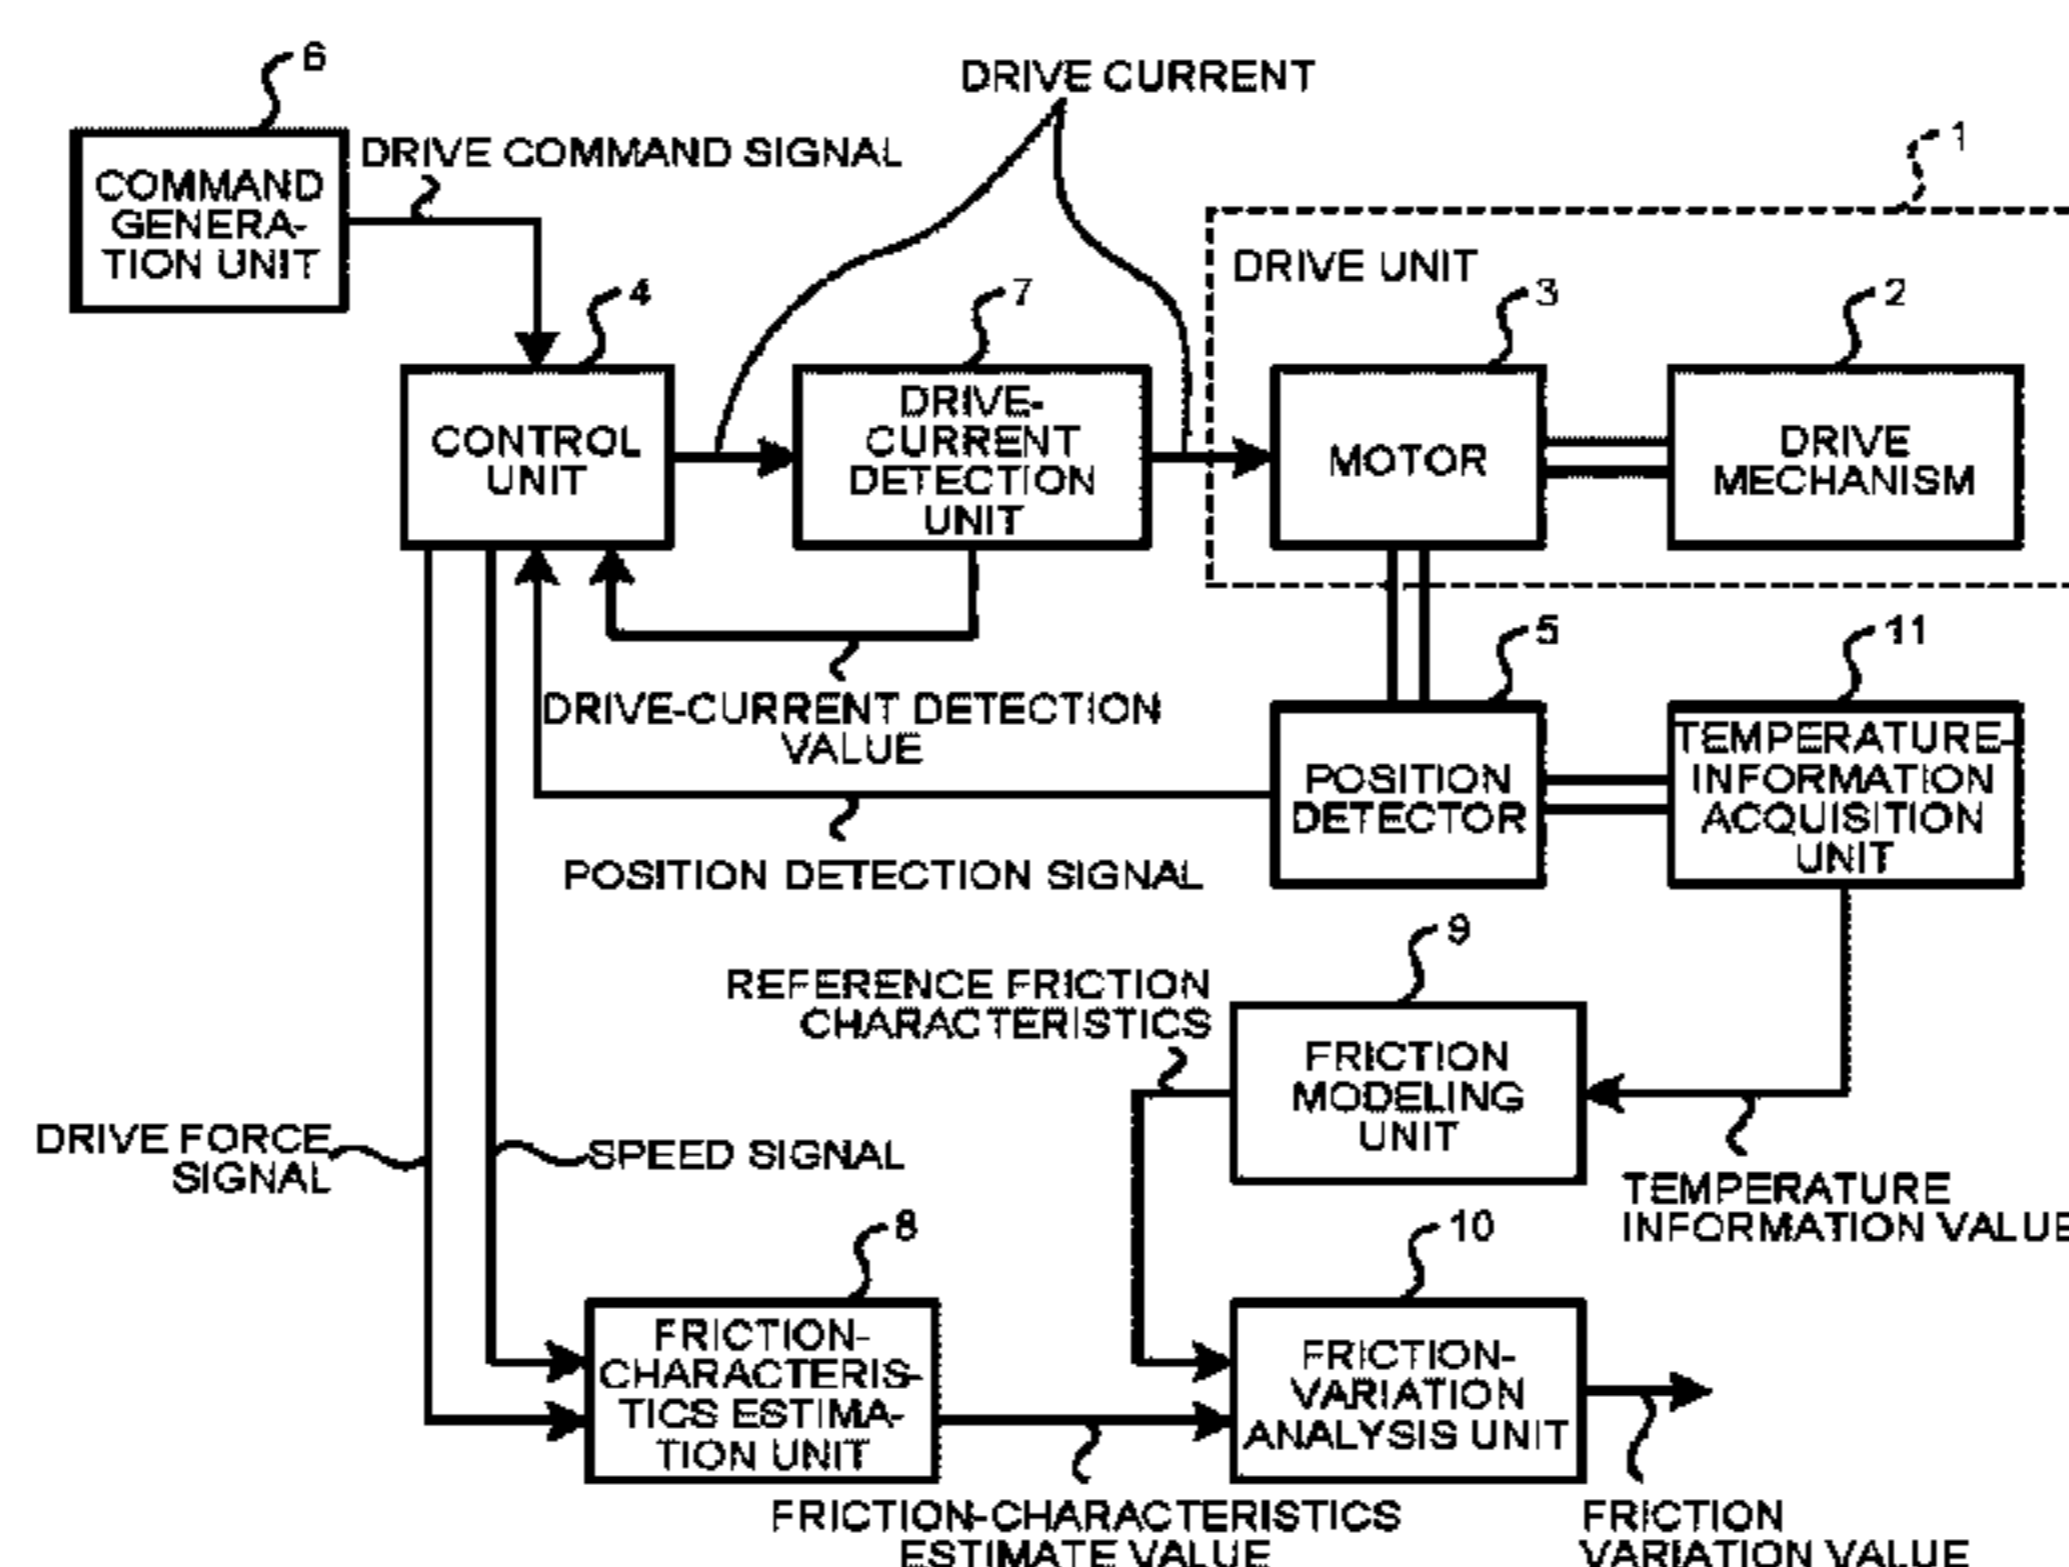 6
DRIVE CURRENT
1
DRIVE COMMAND SIGNAL
COMMAND
GENERA-
TION UNIT
DRIVE UNIT
4
7
3
2
CONTROL
UNIT
DRIVE-
CURRENT
DETECTION
UNIT
MOTOR
DRIVE
MECHANISM
5
11
DRIVE-CURRENT DETECTION
VALUE
POSITION
DETECTOR
TEMPERATURE-
INFORMATION
ACQUISITION
UNIT
POSITION DETECTION SIGNAL
9
REFERENCE FRICTION
CHARACTERISTICS
FRICTION
MODELING
UNIT
DRIVE FORCE
SIGNAL
SPEED SIGNAL
TEMPERATURE
INFORMATION VALUE
8
10
FRICTION-
CHARACTERIS-
TICS ESTIMA-
TION UNIT
FRICTION-
VARIATION
ANALYSIS UNIT
FRICTION-CHARACTERISTICS
ESTIMATE VALUE
FRICTION
VARIATION VALUE